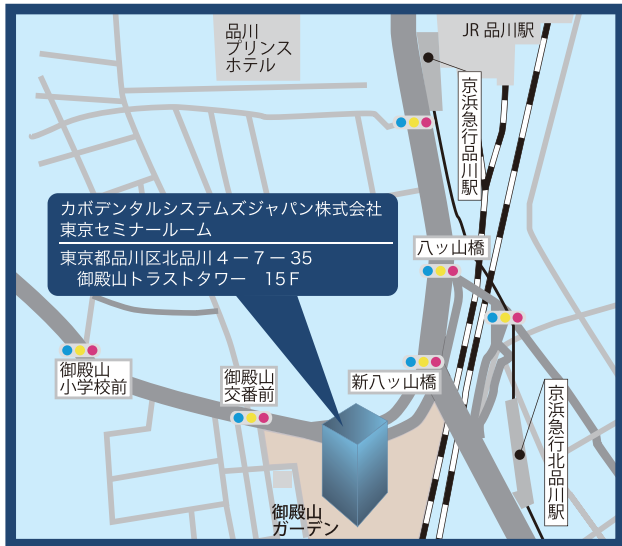 品川
プリンス
ホテル
JR 品川駅
京浜急行品川駅
カボデンタルシステムズジャパン株式会社
東京セミナールーム
東京都品川区北品川4-7-35
御殿山トラストタワー 15F
八ッ山橋
御殿山
小学校前
御殿山
交番前
新八ッ山橋
京浜急行北品川駅
御殿山
ガーデン